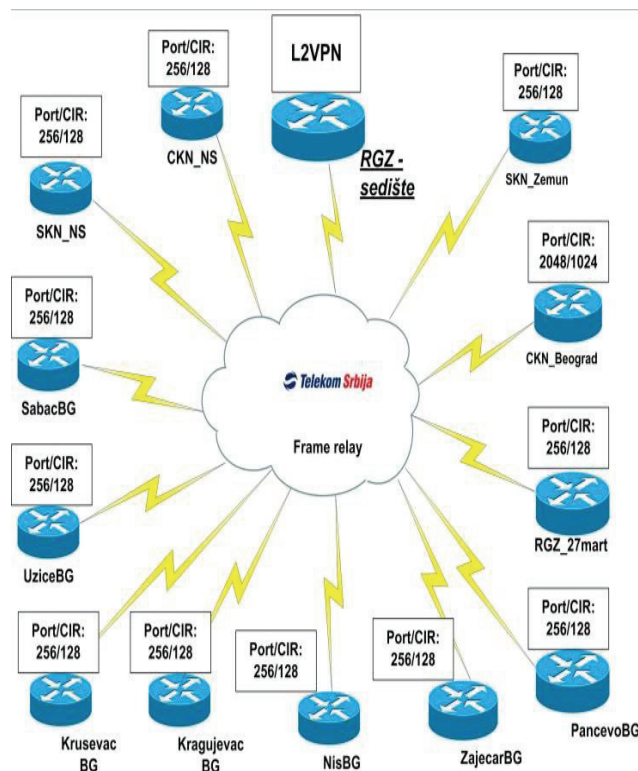 Port/CIR:
256/128
CKN_NS
L2VPN
RGZ -
sedište
Port/CIR:
256/128
SKN_Zemun
Port/CIR:
256/128
SKN_NS
Port/CIR:
2048/1024
CKN_Beograd
Port/CIR:
256/128
SabacBG
Telekom Srbija
Frame relay
Port/CIR:
256/128
RGZ_27mart
Port/CIR:
256/128
UziceBG
Port/CIR:
256/128
Krusevac
BG
Port/CIR:
256/128
Kragujevac
BG
Port/CIR:
256/128
NisBG
Port/CIR:
256/128
ZajecarBG
Port/CIR:
256/128
PancevoBG